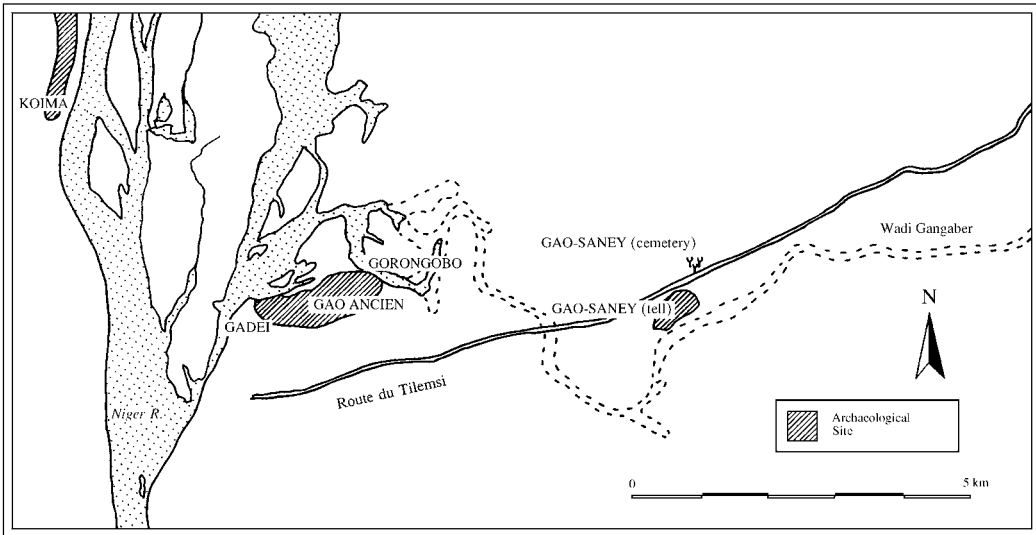 KOIMA
Wadi Gangaber
GAO-SANEY (cemetery)
GORONGOBO
GAO ANCIEN
GAO-SANEY (tell)
GADEI
N
Route du Tilemsi
Niger R.
Archaeological
Site
0 5 km